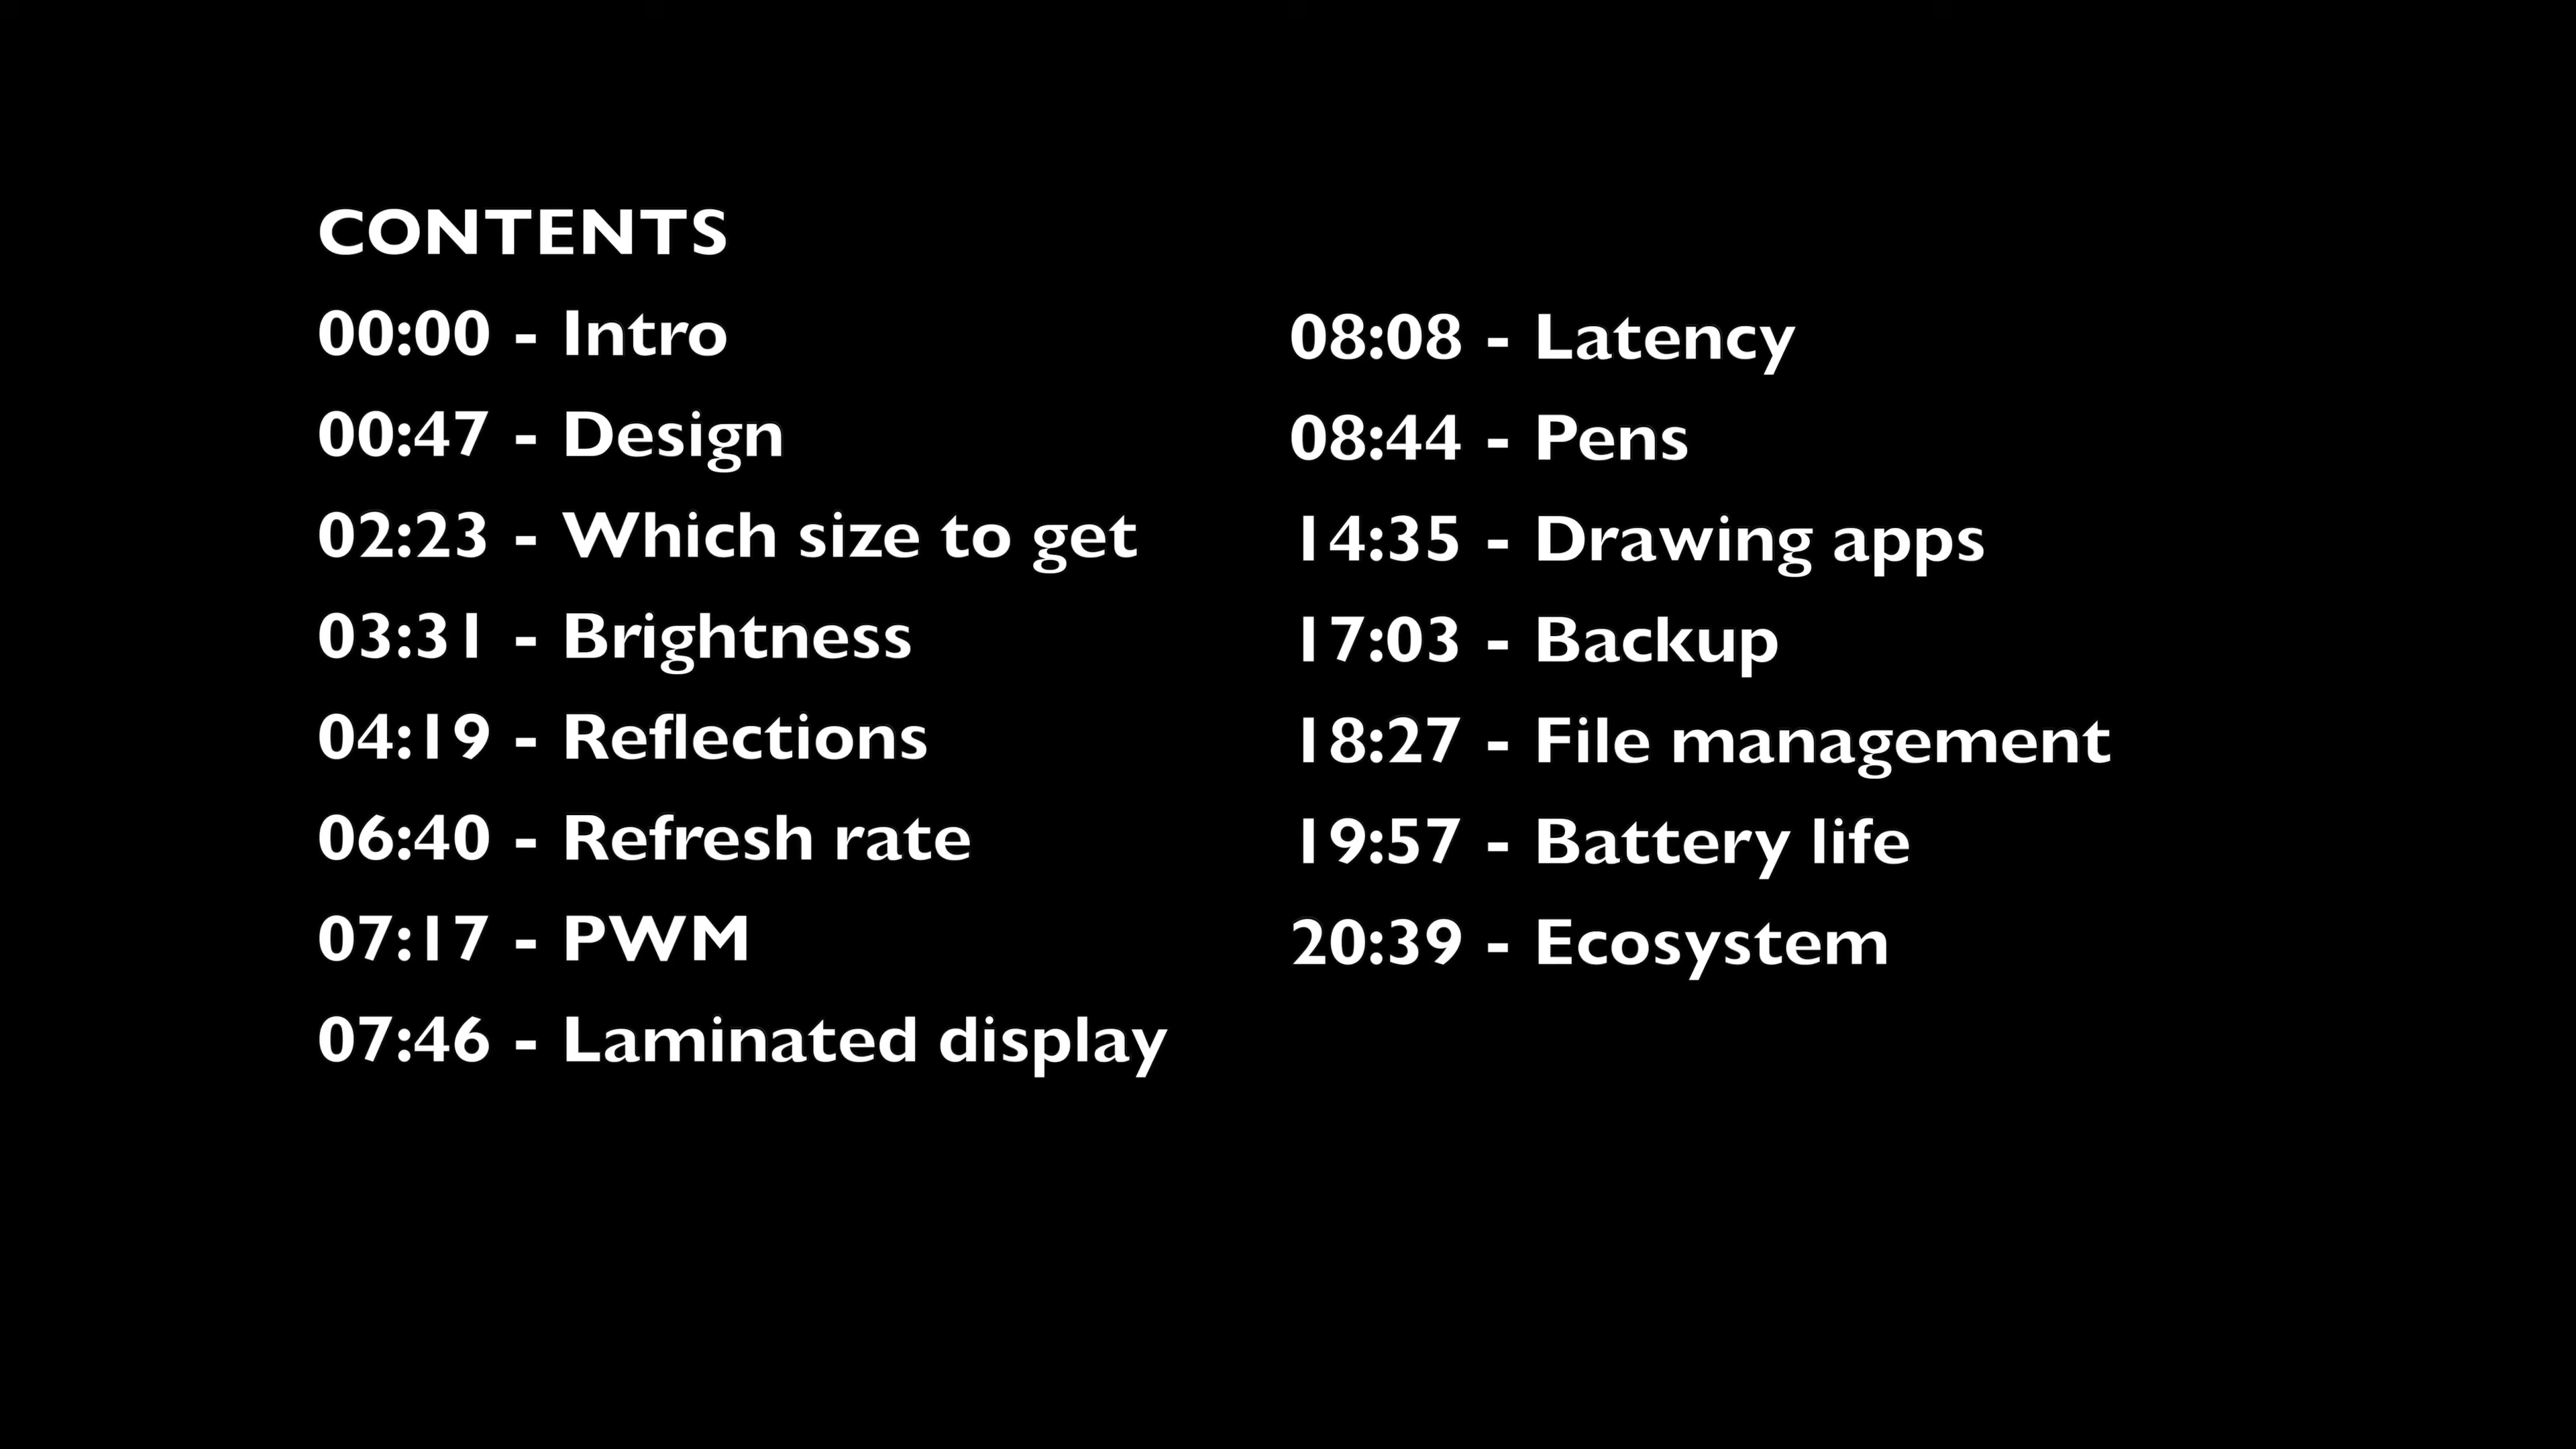 CONTENTS
00:00 - Intro
00:47 - Design
02:23 - Which size to get
03:31 - Brightness
04:19 - Reflections
06:40 - Refresh rate
07:17 - PWM
07:46 - Laminated display
08:08 - Latency
08:44 - Pens
14:35 - Drawing apps
17:03 - Backup
18:27 - File management
19:57 - Battery life
20:39 - Ecosystem